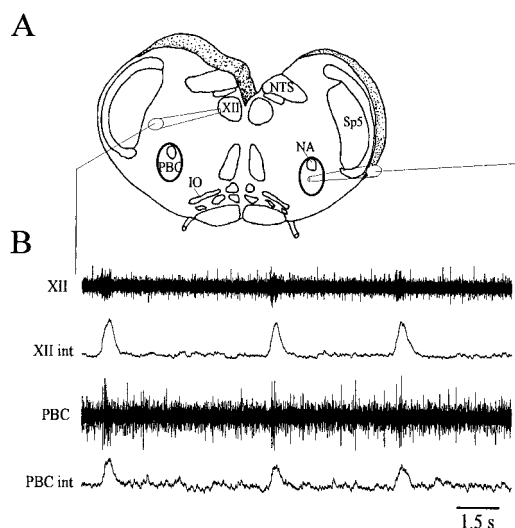 A
NTS
XII
Sp5
NA
PBC
IO
B
XII
XII int
PBC
PBC int
1.5 s